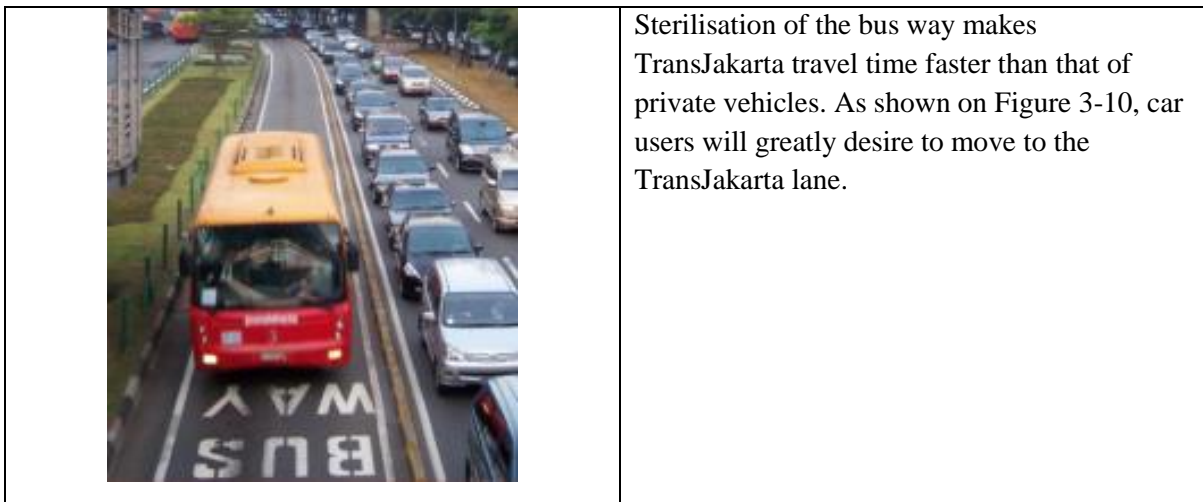 BUS
WAY
Sterilisation of the bus way makes
TransJakarta travel time faster than that of
private vehicles. As shown on Figure 3-10, car
users will greatly desire to move to the
TransJakarta lane.